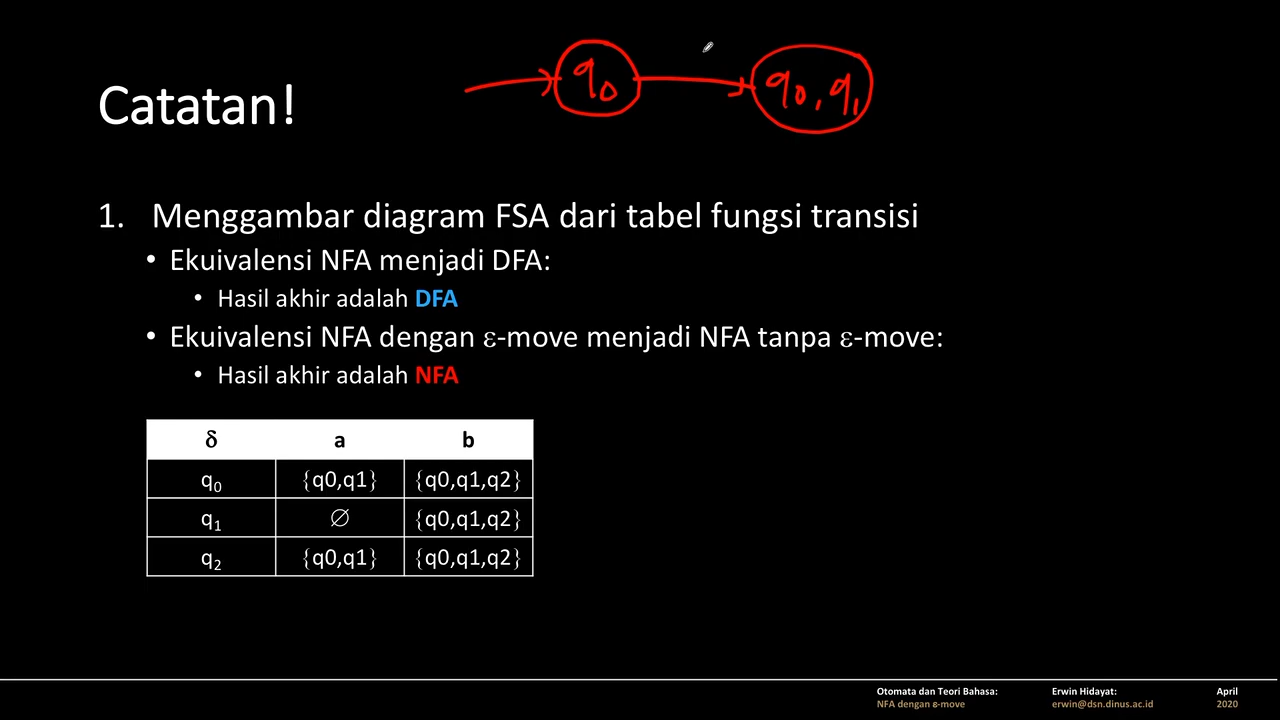 q0 q0, q1
Catatan!
1. Menggambar diagram FSA dari tabel fungsi transisi
• Ekuivalensi NFA menjadi DFA:
• Hasil akhir adalah DFA
• Ekuivalensi NFA dengan ε-move menjadi NFA tanpa ε-move:
• Hasil akhir adalah NFA
δ a b
q₀ {q0,q1} {q0,q1,q2}
q₁ ∅ {q0,q1,q2}
q₂ {q0,q1} {q0,q1,q2}
Otomata dan Teori Bahasa: Erwin Hidayat: April
NFA dengan ε-move erwin@dsn.dinus.ac.id 2020